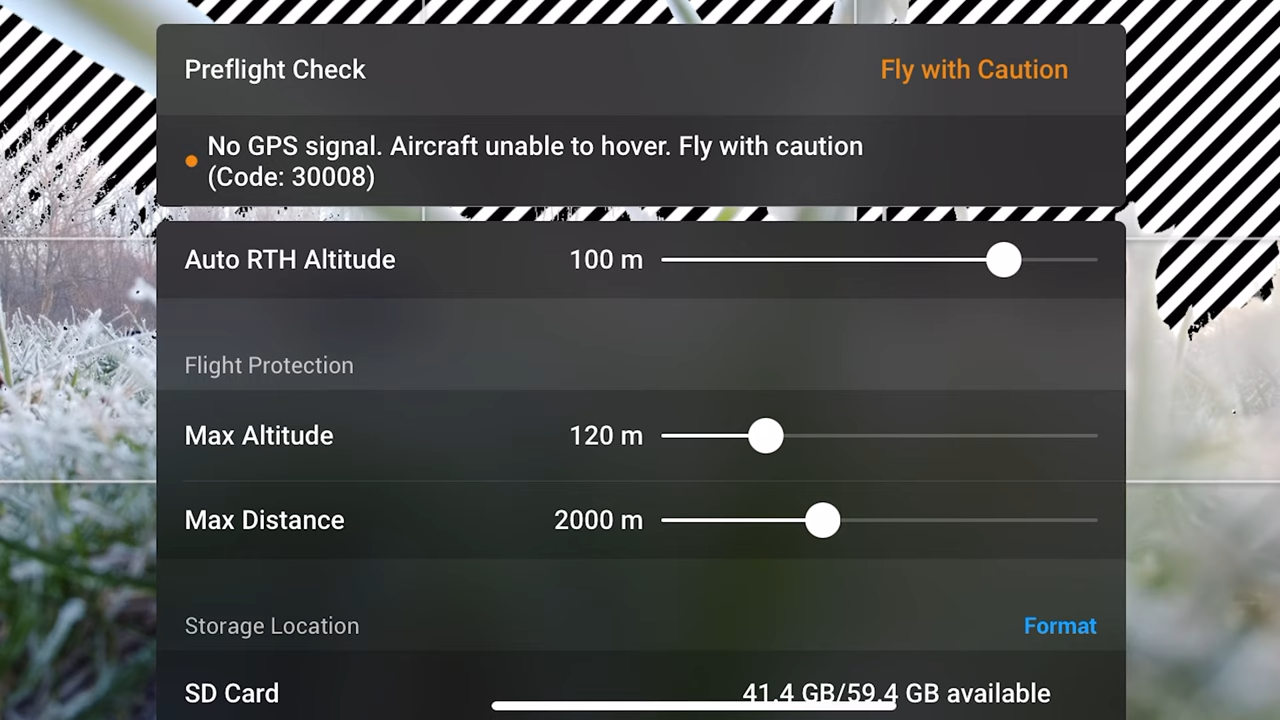 Preflight Check
Fly with Caution
No GPS signal. Aircraft unable to hover. Fly with caution
(Code: 30008)
Auto RTH Altitude
100 m
Flight Protection
Max Altitude
120 m
Max Distance
2000 m
Storage Location
Format
SD Card
41.4 GB/59.4 GB available